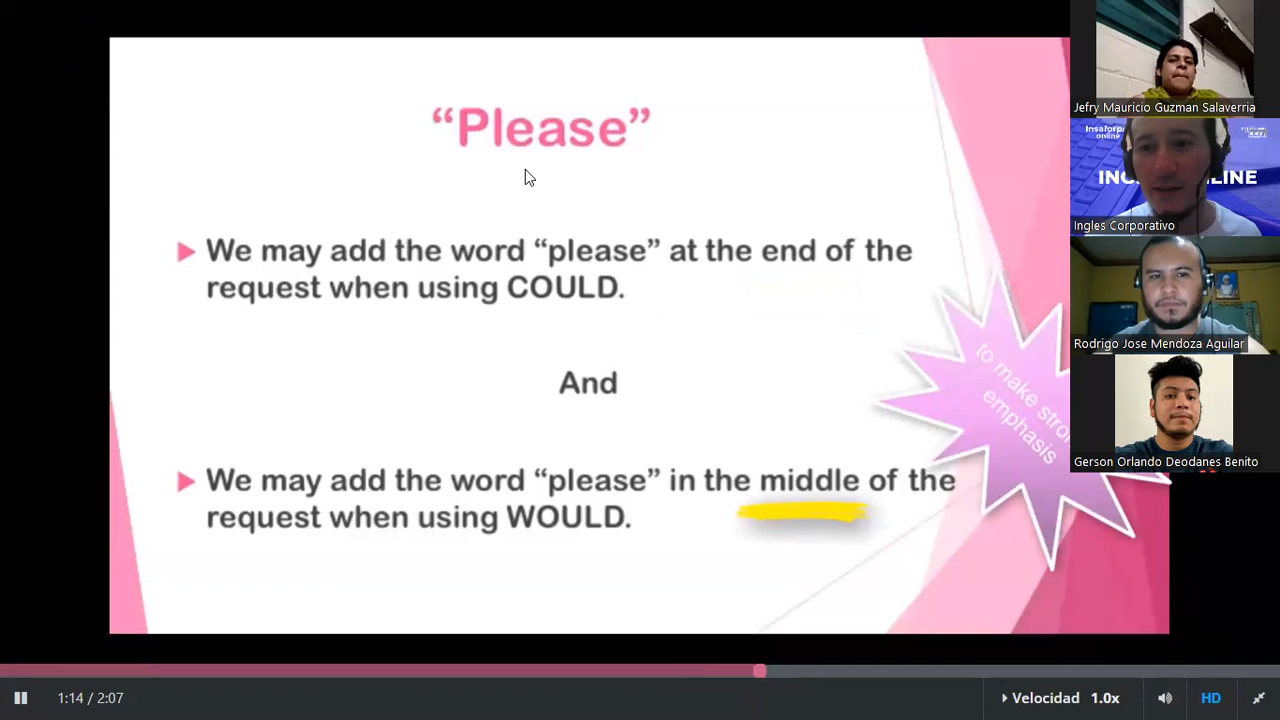 “Please”
We may add the word “please” at the end of the
request when using COULD.
And
We may add the word “please” in the middle of the
request when using WOULD.
to make
emphasis
Jefry Mauricio Guzman Salaverria
online
Ingles Corporativo
Rodrigo Jose Mendoza Aguilar
Gerson Orlando Deodanes Benito
1:14 / 2:07
Velocidad 1.0x
HD